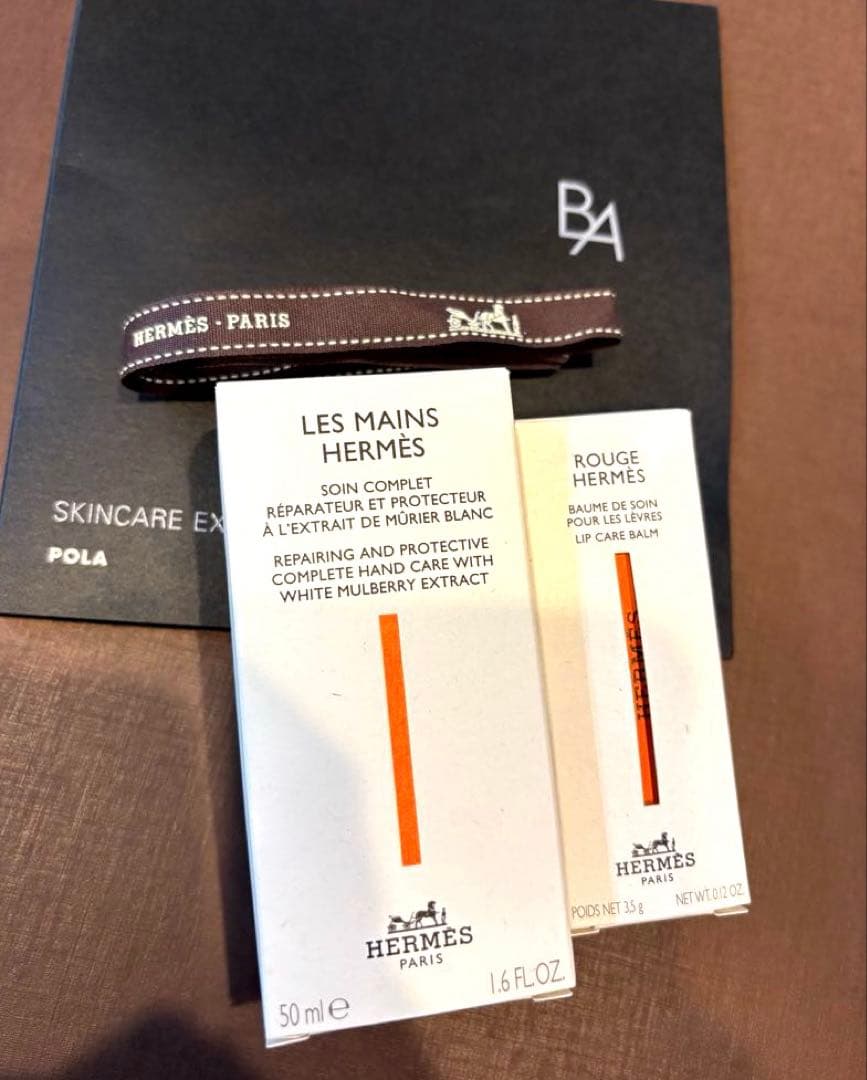 BA
HERMÈS · PARIS
SKINCARE EX
POLA
LES MAINS
HERMÈS
SOIN COMPLET
RÉPARATEUR ET PROTECTEUR
À L'EXTRAIT DE MÛRIER BLANC
REPAIRING AND PROTECTIVE
COMPLETE HAND CARE WITH
WHITE MULBERRY EXTRACT
HERMÈS
PARIS
50 ml e
1.6 FL.OZ.
ROUGE
HERMÈS
BAUME DE SOIN
POUR LES LÈVRES
LIP CARE BALM
HERMÈS
HERMÈS
PARIS
POIDS NET 3.5 g
NET WT. 0.12 OZ.